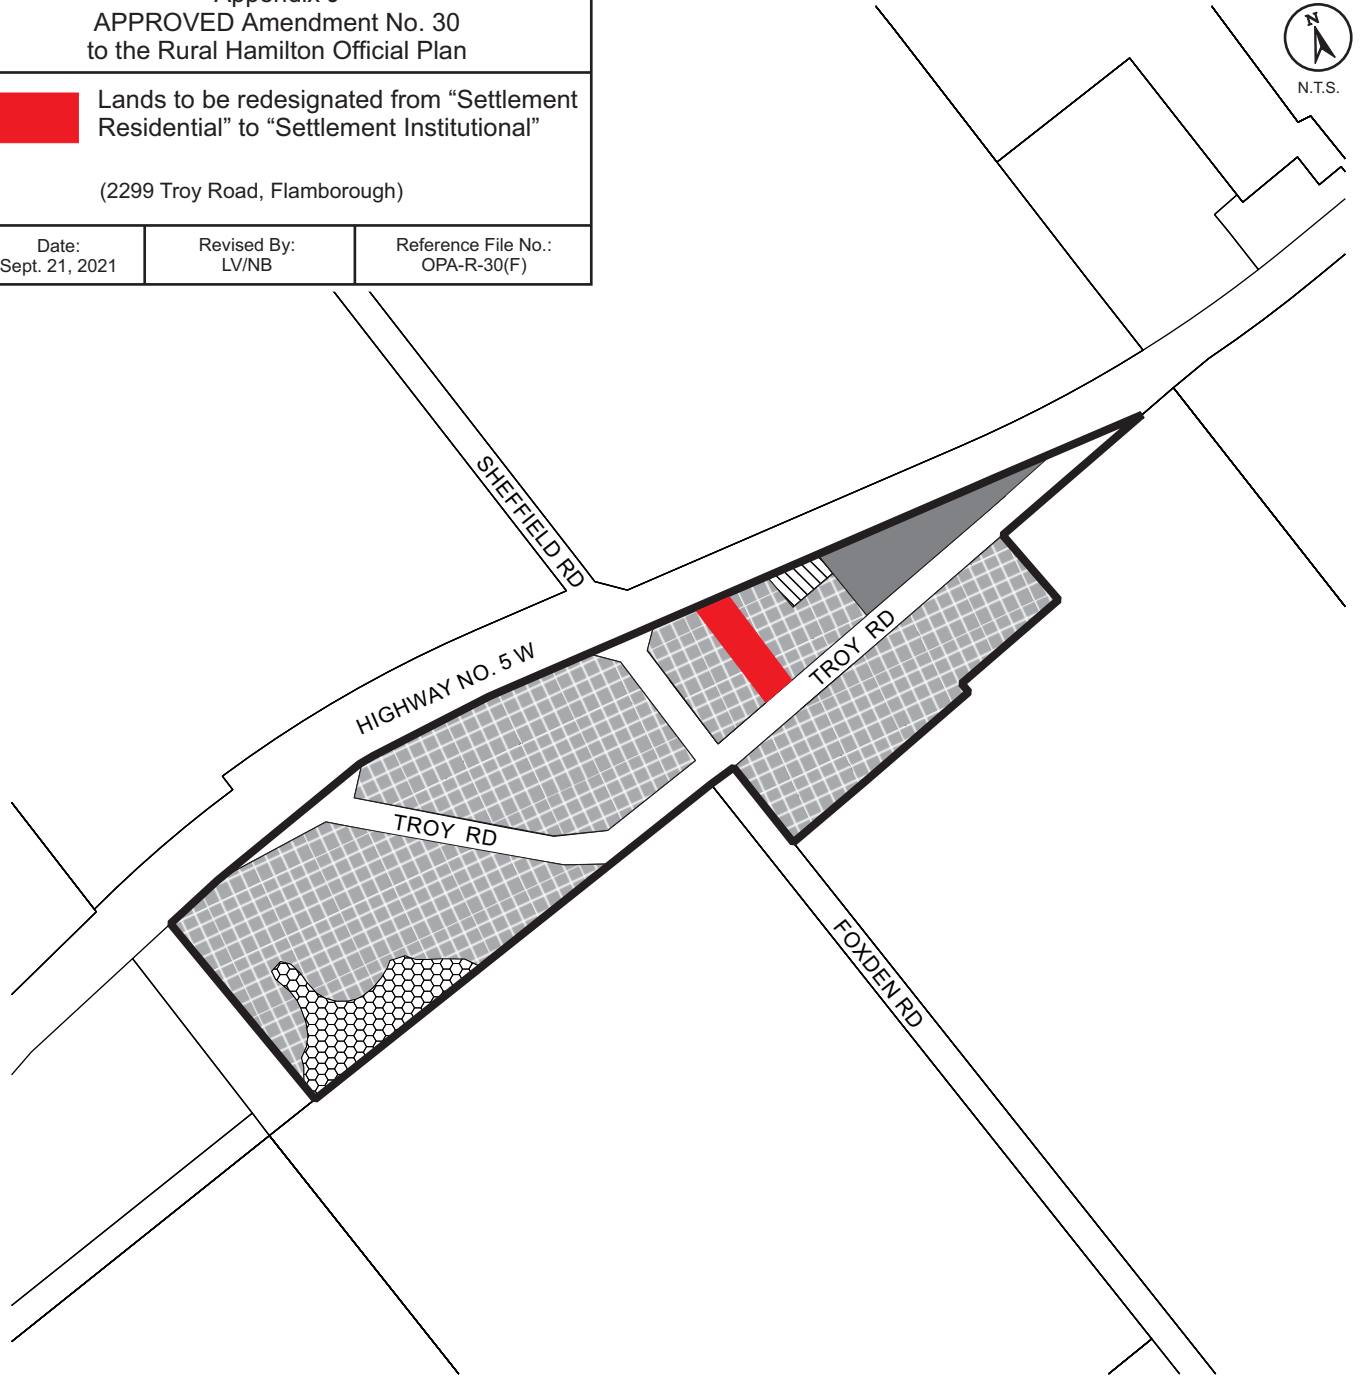 APPROVED Amendment No. 30
to the Rural Hamilton Official Plan
Lands to be redesignated from “Settlement
Residential” to “Settlement Institutional”
(2299 Troy Road, Flamborough)
Date:
Sept. 21, 2021
Revised By:
LV/NB
Reference File No.:
OPA-R-30(F)
N
N.T.S.
SHEFFIELD RD
HIGHWAY NO. 5 W
TROY RD
TROY RD
FOXDEN RD